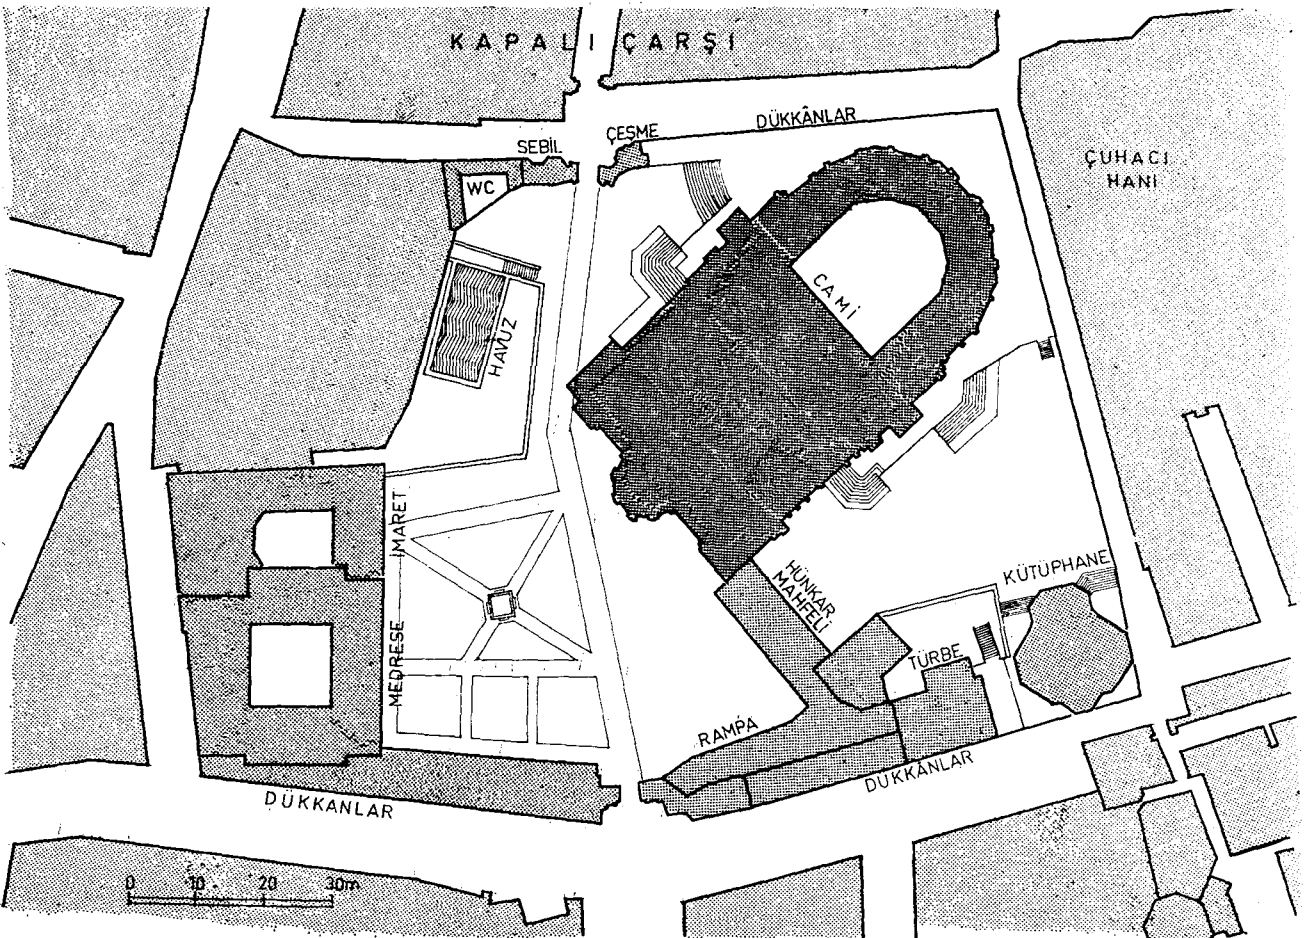 KAPALI ÇARŞI
DÜKKÂNLAR
ÇEŞME
SEBİL
ÇUHACI
HANI
WC
CAMİ
HAVUZ
İMARET
MEDRESE
HÜNKAR
MAHFELİ
KÜTÜPHANE
TÜRBE
RAMPA
DÜKKÂNLAR
DÜKKANLAR
0 10 20 30m